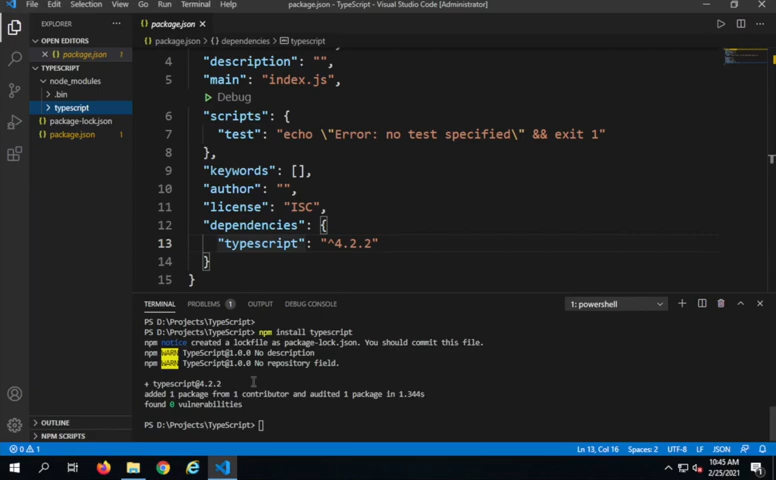 File Edit Selection View Go Run Terminal Help
package.json - TypeScript - Visual Studio Code [Administrator]
EXPLORER
OPEN EDITORS
package.json 1
TYPESCRIPT
node_modules
.bin
typescript
package-lock.json
package.json 1
OUTLINE
NPM SCRIPTS
package.json
package.json > {} dependencies > typescript
4 "description": "",
5 "main": "index.js",
Debug
6 "scripts": {
7 "test": "echo \"Error: no test specified\" && exit 1"
8 },
9 "keywords": [],
10 "author": "",
11 "license": "ISC",
12 "dependencies": {
13 "typescript": "^4.2.2"
14 }
15 }
TERMINAL PROBLEMS 1 OUTPUT DEBUG CONSOLE 1: powershell
PS D:\Projects\TypeScript>
PS D:\Projects\TypeScript> npm install typescript
npm notice created a lockfile as package-lock.json. You should commit this file.
npm WARN TypeScript@1.0.0 No description
npm WARN TypeScript@1.0.0 No repository field.
+ typescript@4.2.2
added 1 package from 1 contributor and audited 1 package in 1.344s
found 0 vulnerabilities
PS D:\Projects\TypeScript>
0 1 Ln 13, Col 16 Spaces: 2 UTF-8 LF JSON
10:45 AM
2/25/2021
1